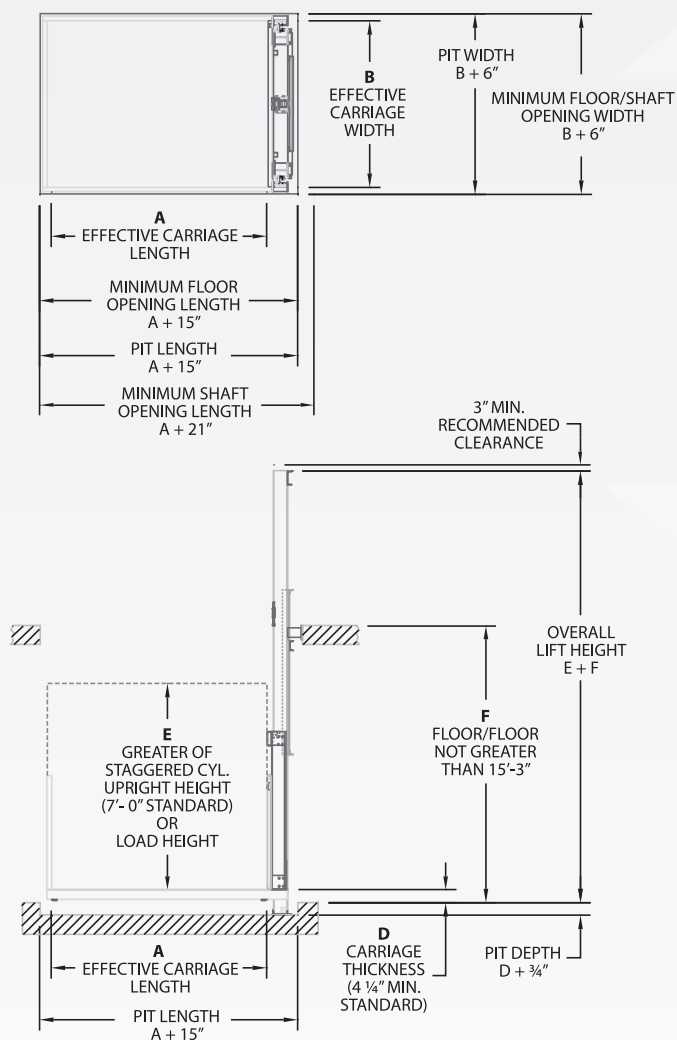 B
EFFECTIVE
CARRIAGE
WIDTH
PIT WIDTH
B + 6”
MINIMUM FLOOR/SHAFT
OPENING WIDTH
B + 6”
A
EFFECTIVE CARRIAGE
LENGTH
MINIMUM FLOOR
OPENING LENGTH
A + 15”
PIT LENGTH
A + 15”
MINIMUM SHAFT
OPENING LENGTH
A + 21”
3” MIN.
RECOMMENDED
CLEARANCE
OVERALL
LIFT HEIGHT
E + F
F
FLOOR/FLOOR
NOT GREATER
THAN 15’-3”
E
GREATER OF
STAGGERED CYL.
UPRIGHT HEIGHT
(7’- 0” STANDARD)
OR
LOAD HEIGHT
A
EFFECTIVE CARRIAGE
LENGTH
PIT LENGTH
A + 15”
D
CARRIAGE
THICKNESS
(4 ¼” MIN.
STANDARD)
PIT DEPTH
D + ¾”